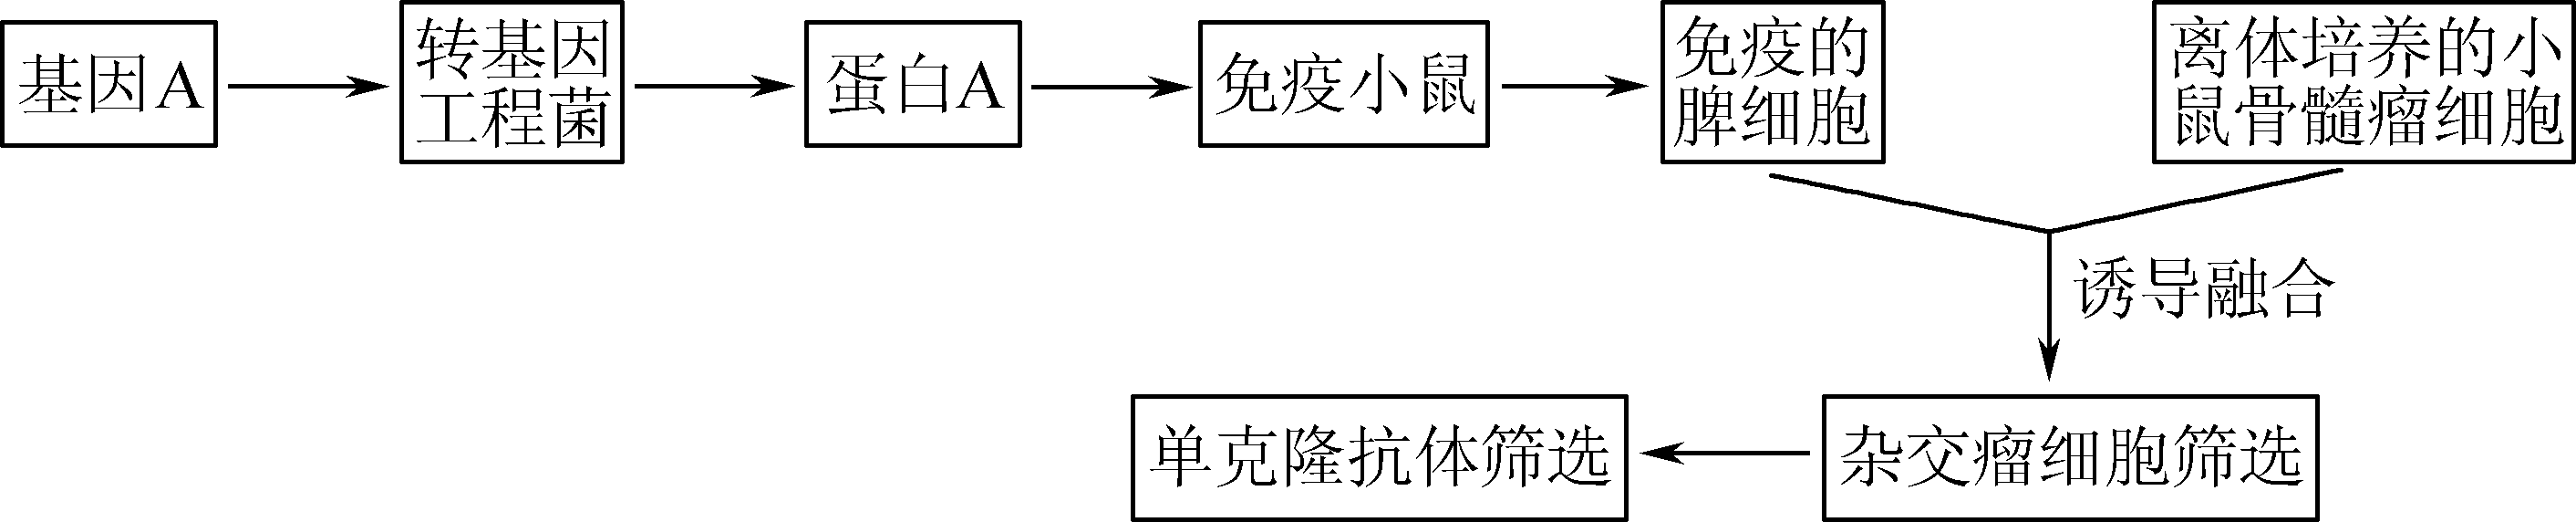 基因A
转基因
工程菌
蛋白A
免疫小鼠
免疫的
脾细胞
离体培养的小
鼠骨髓瘤细胞
诱导融合
杂交瘤细胞筛选
单克隆抗体筛选